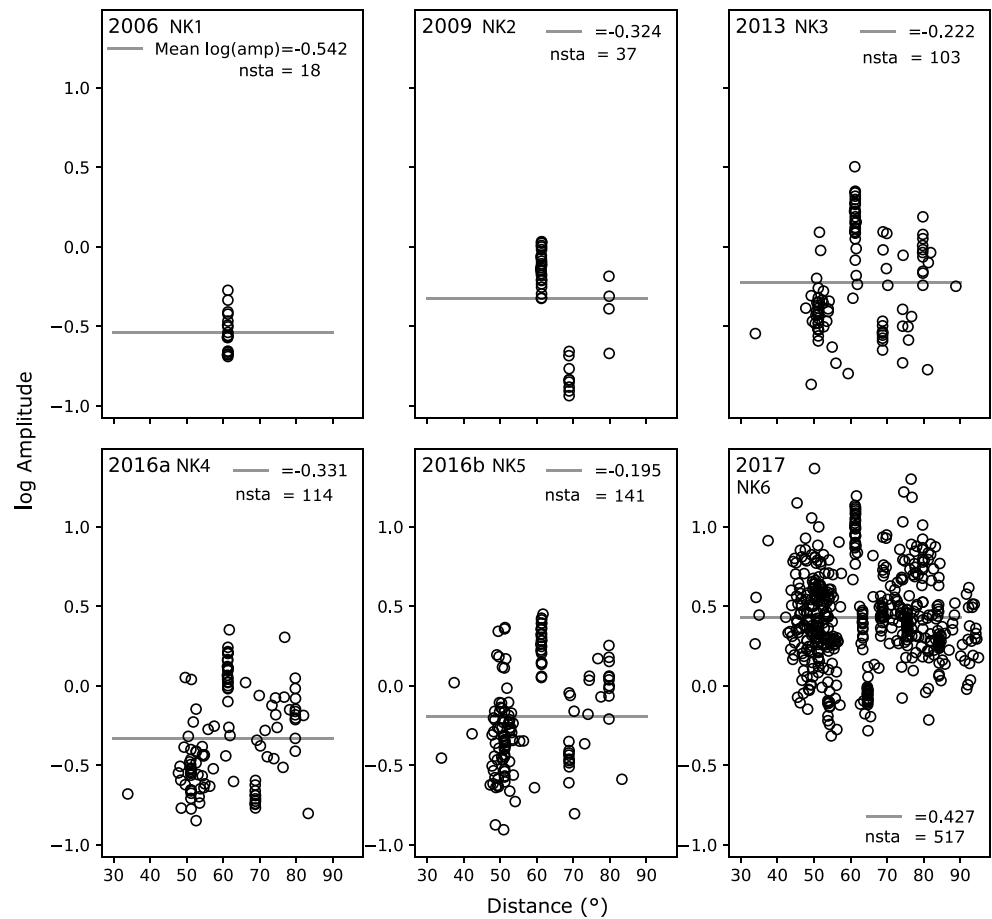 2006 NK1
Mean log(amp)=-0.542
nsta = 18
2009 NK2
=-0.324
nsta = 37
2013 NK3
=-0.222
nsta = 103
1.0
0.5
0.0
−0.5
−1.0
2016a NK4
=-0.331
nsta = 114
2016b NK5
=-0.195
nsta = 141
2017
NK6
=0.427
nsta = 517
1.0
0.5
0.0
−0.5
−1.0
1.0
0.5
0.0
−0.5
−1.0
1.0
0.5
0.0
−0.5
−1.0
30 40 50 60 70 80 90
30 40 50 60 70 80 90
30 40 50 60 70 80 90
log Amplitude
Distance (°)